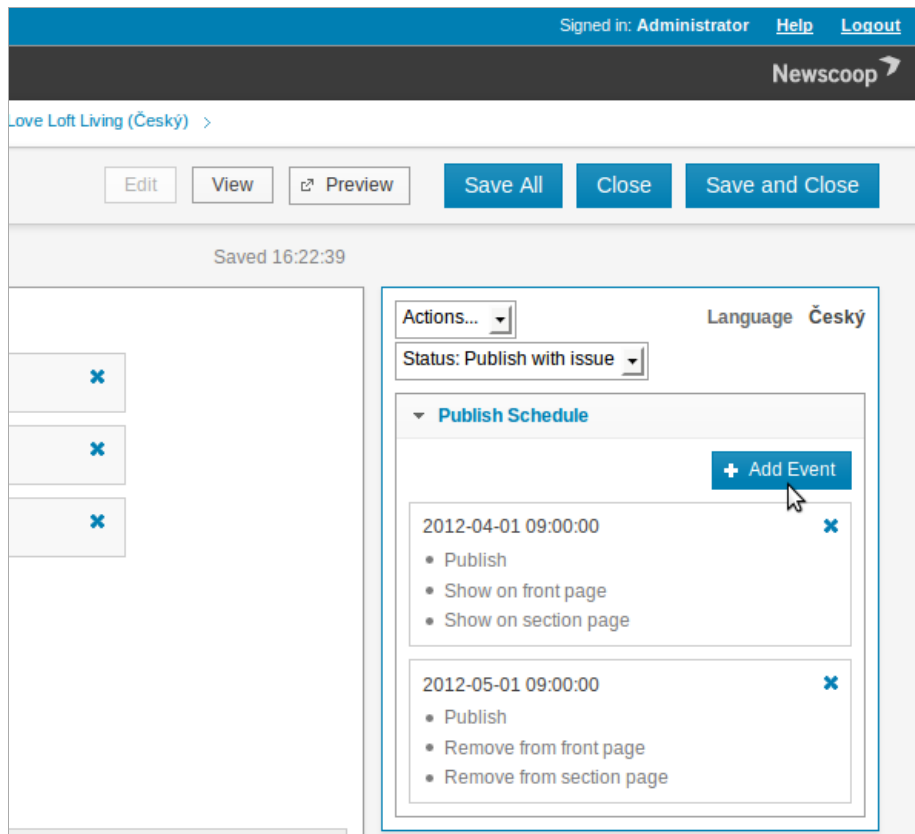 Signed in: Administrator Help Logout
Newscoop
Love Loft Living (Český) >
Edit View Preview Save All Close Save and Close
Saved 16:22:39
Actions... Language Český
Status: Publish with issue
Publish Schedule
+ Add Event
2012-04-01 09:00:00
• Publish
• Show on front page
• Show on section page
2012-05-01 09:00:00
• Publish
• Remove from front page
• Remove from section page